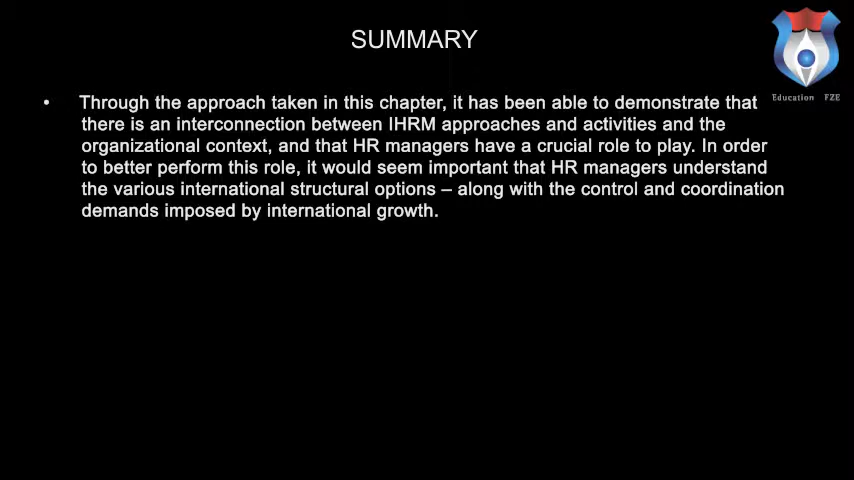 SUMMARY
Education FZE
• Through the approach taken in this chapter, it has been able to demonstrate that
there is an interconnection between IHRM approaches and activities and the
organizational context, and that HR managers have a crucial role to play. In order
to better perform this role, it would seem important that HR managers understand
the various international structural options – along with the control and coordination
demands imposed by international growth.